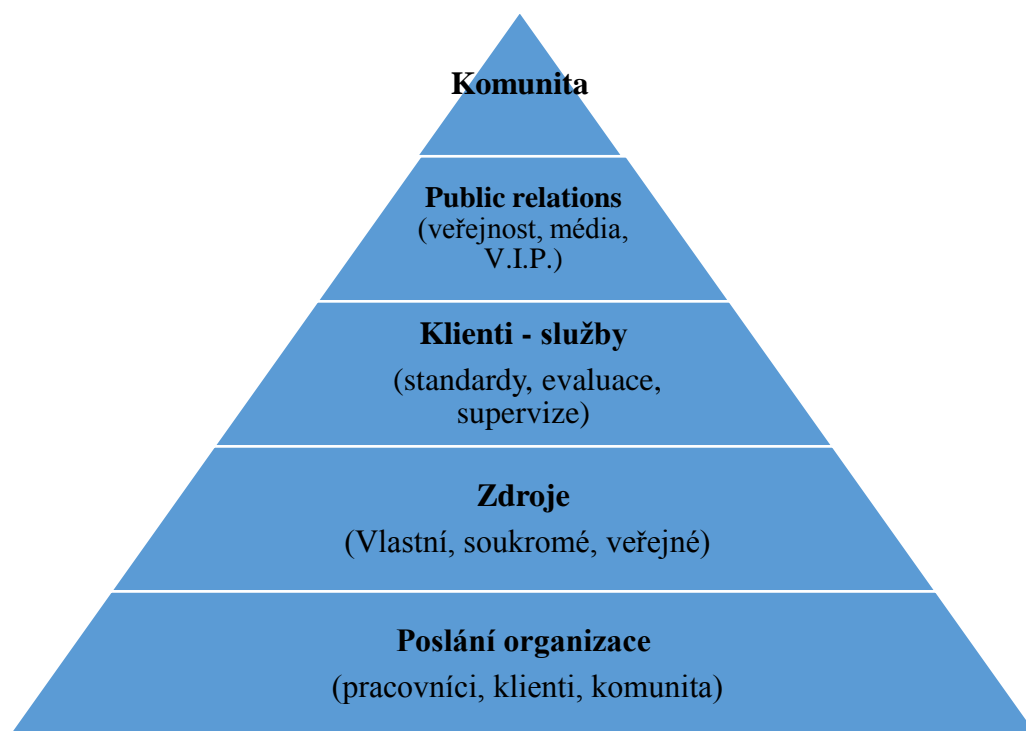 Komunita
Public relations
(veřejnost, média,
V.I.P.)
Klienti - služby
(standardy, evaluace,
supervize)
Zdroje
(Vlastní, soukromé, veřejné)
Poslání organizace
(pracovníci, klienti, komunita)